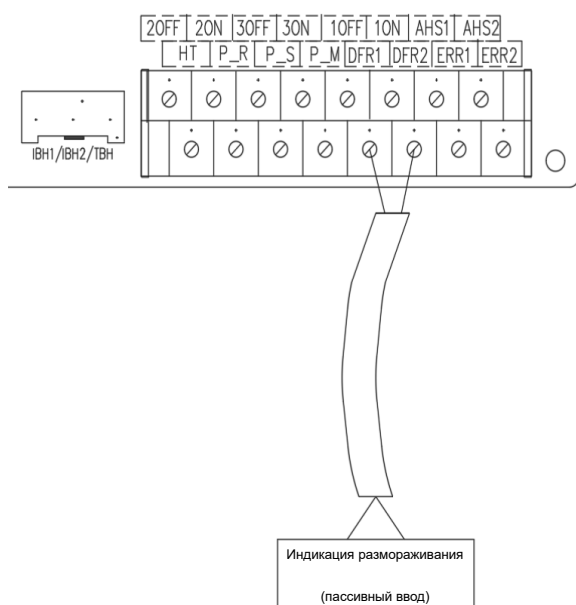 2OFF 2ON 3OFF 3ON 1OFF 1ON AHS1 AHS2
HT P_R P_S P_M DFR1 DFR2 ERR1 ERR2
IBH1/IBH2/TBH
Индикация размораживания
(пассивный ввод)